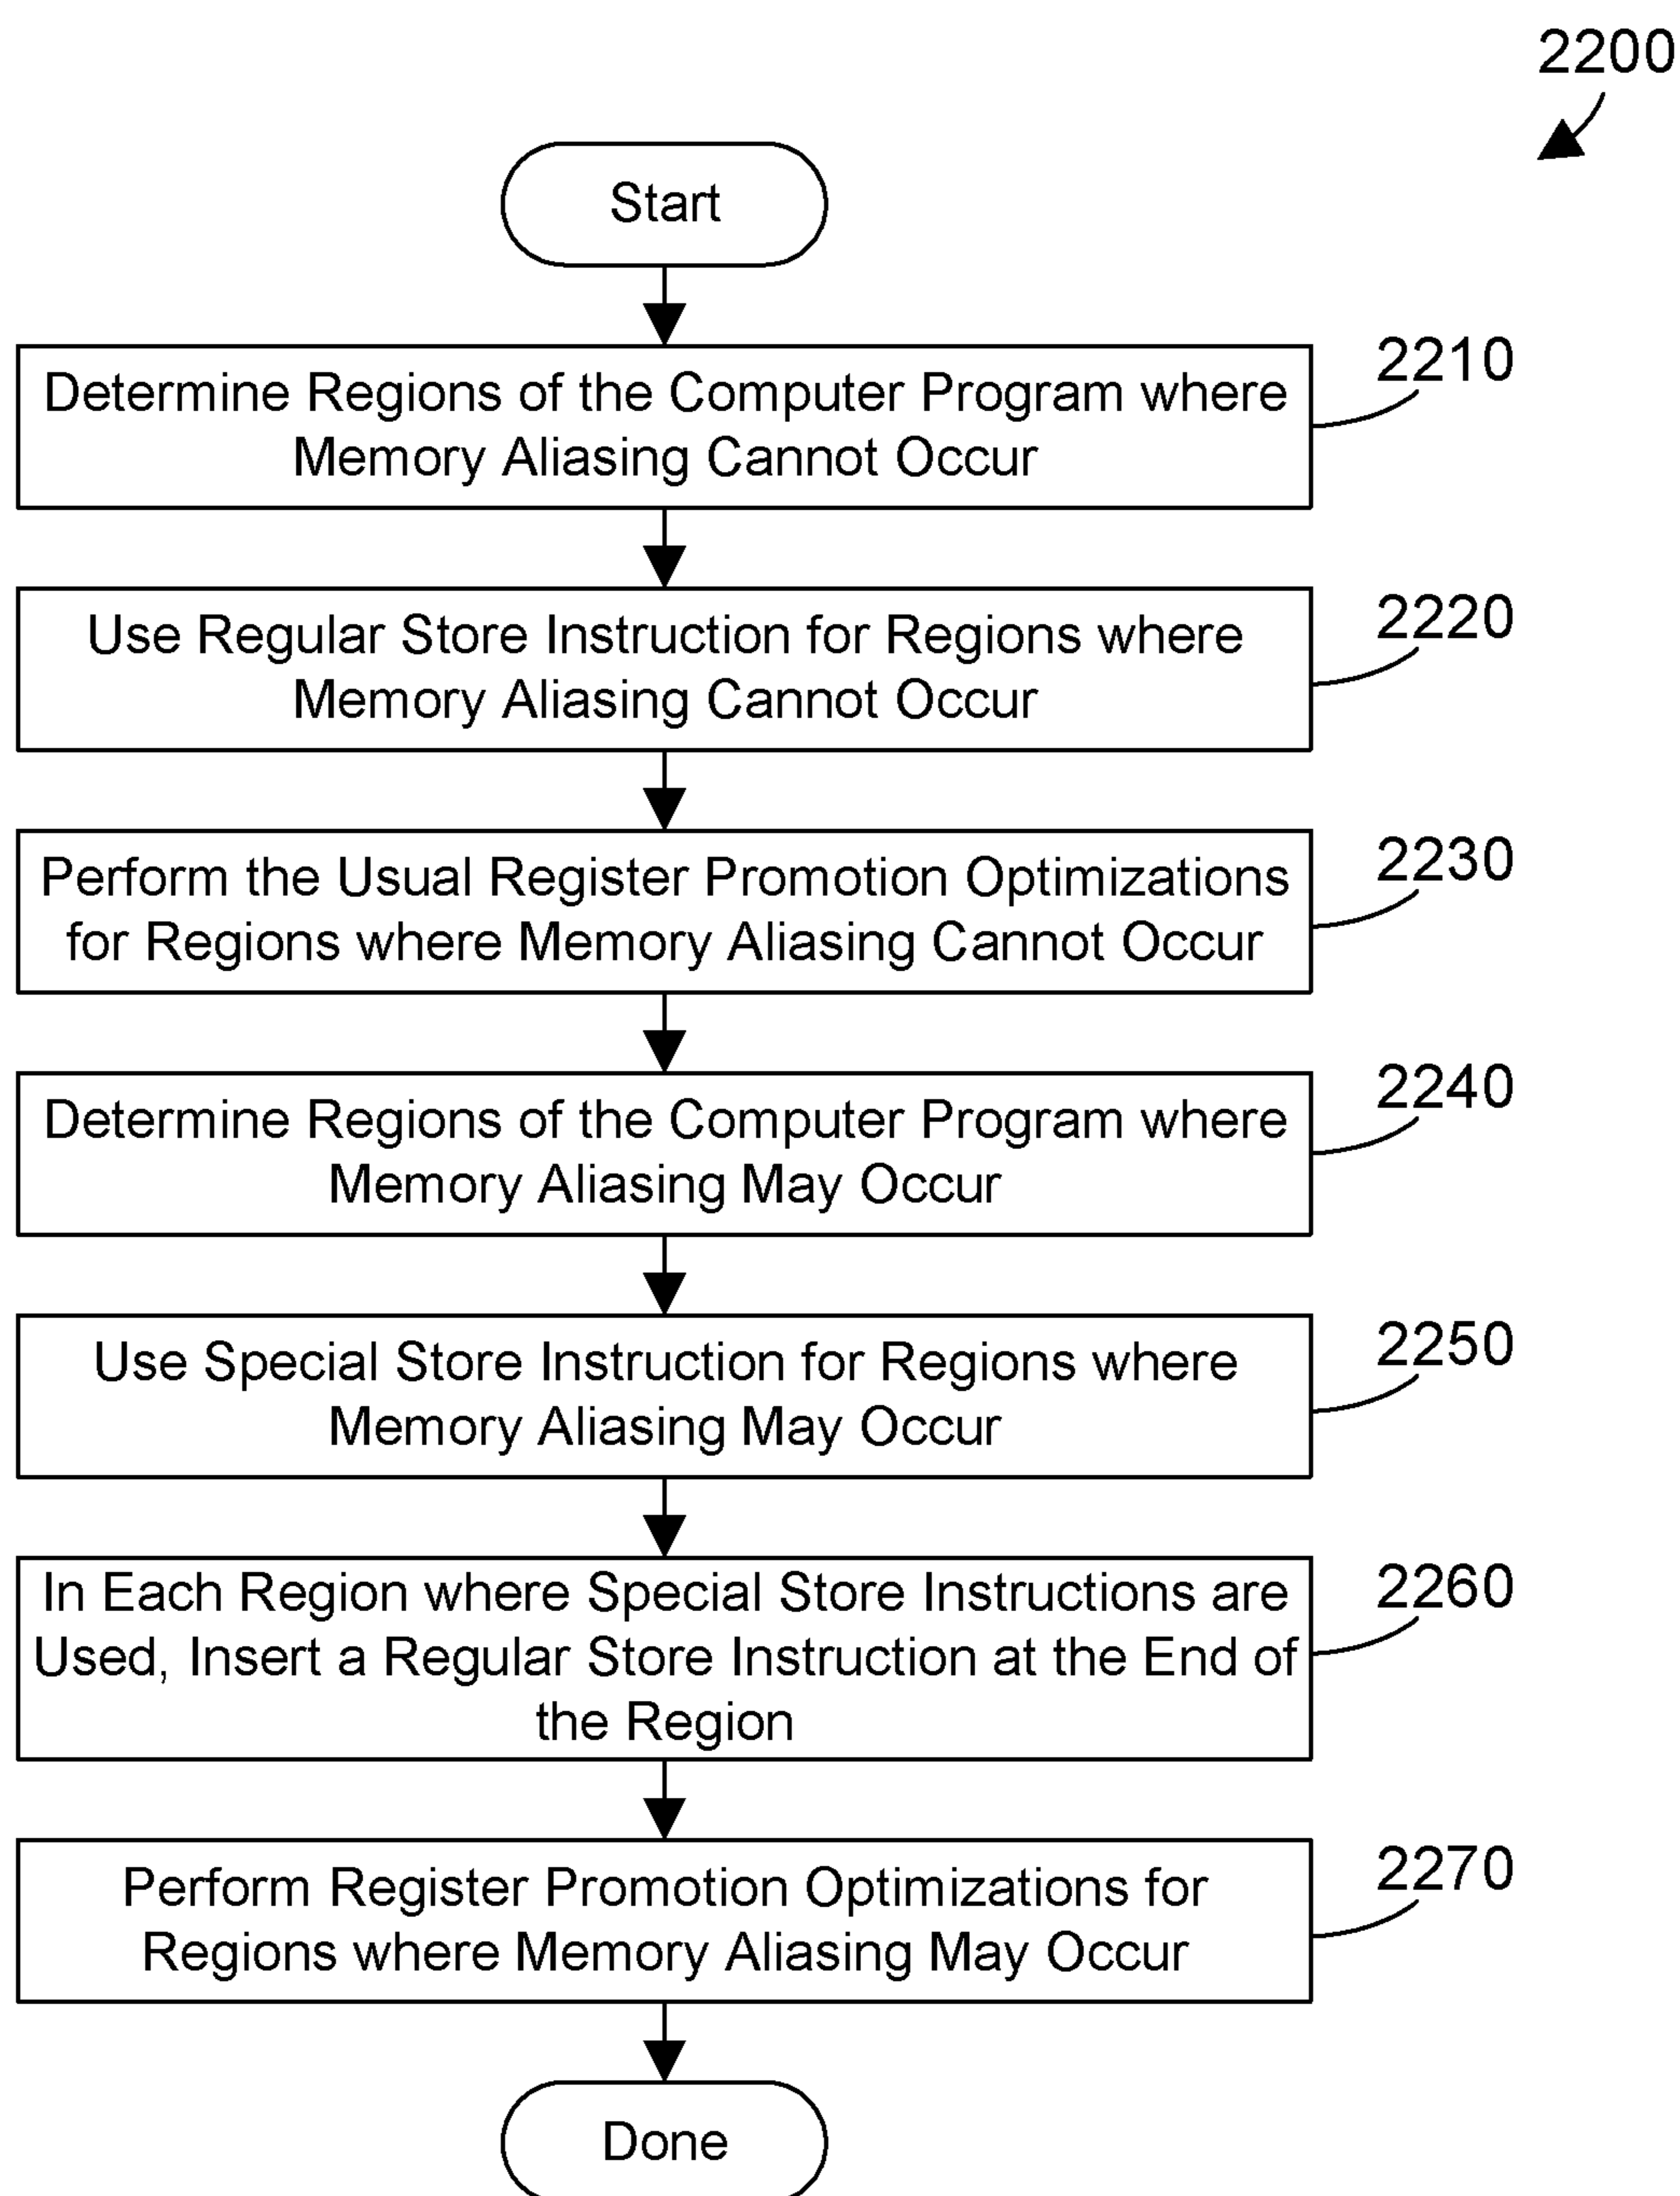 2200
Start
Determine Regions of the Computer Program where
Memory Aliasing Cannot Occur
2210
Use Regular Store Instruction for Regions where
Memory Aliasing Cannot Occur
2220
Perform the Usual Register Promotion Optimizations
for Regions where Memory Aliasing Cannot Occur
2230
Determine Regions of the Computer Program where
Memory Aliasing May Occur
2240
Use Special Store Instruction for Regions where
Memory Aliasing May Occur
2250
In Each Region where Special Store Instructions are
Used, Insert a Regular Store Instruction at the End of
the Region
2260
Perform Register Promotion Optimizations for
Regions where Memory Aliasing May Occur
2270
Done